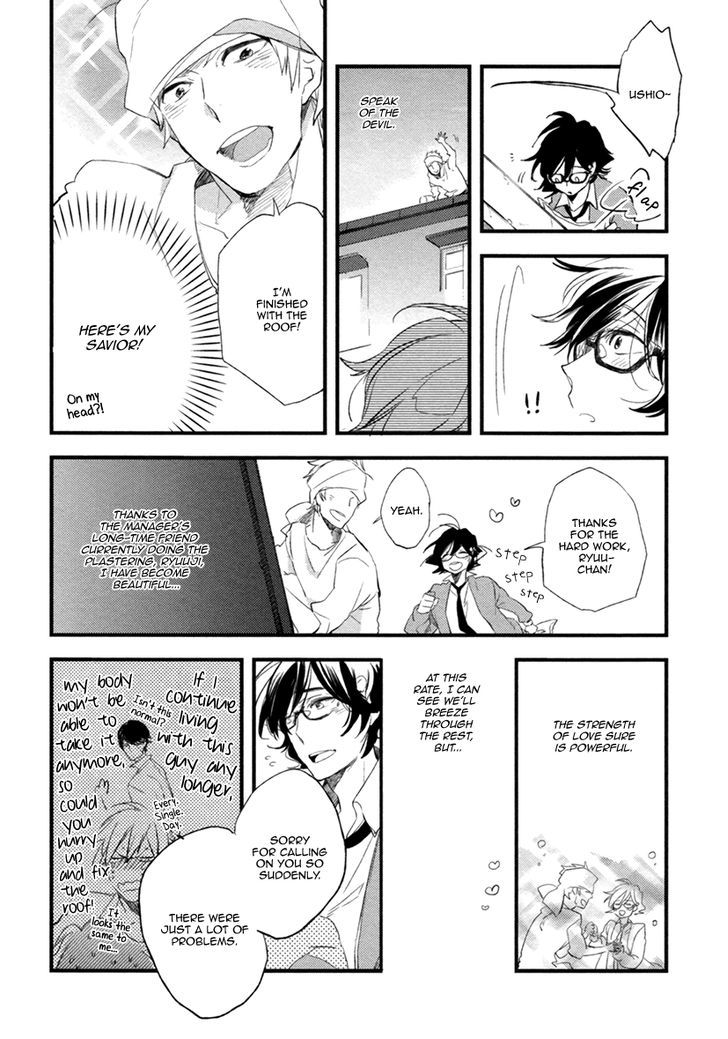 USHIO~
flap
!!
SPEAK
OF THE
DEVIL.
I'M
FINISHED
WITH THE
ROOF!
HERE'S MY
SAVIOR!
On my
head?!
THANKS
FOR THE
HARD WORK,
RYUU-
CHAN!
step
step
step
YEAH.
THANKS TO
THE MANAGER'S
LONG-TIME FRIEND
CURRENTLY DOING THE
PLASTERING, RYUUJI,
I HAVE BECOME
BEAUTIFUL...
THE STRENGTH
OF LOVE SURE
IS POWERFUL.
AT THIS
RATE, I CAN
SEE WE'LL
BREEZE
THROUGH
THE REST,
BUT...
SORRY
FOR CALLING
ON YOU SO
SUDDENLY.
THERE WERE
JUST A LOT OF
PROBLEMS.
If I
continue
living
with this
guy any
longer,
my body
won't be
able to
take it
anymore,
so
could
you
hurry
up
and fix
the
roof!
Isn't this
normal?
Every.
Single.
Day.
It
looks the
same to
me...